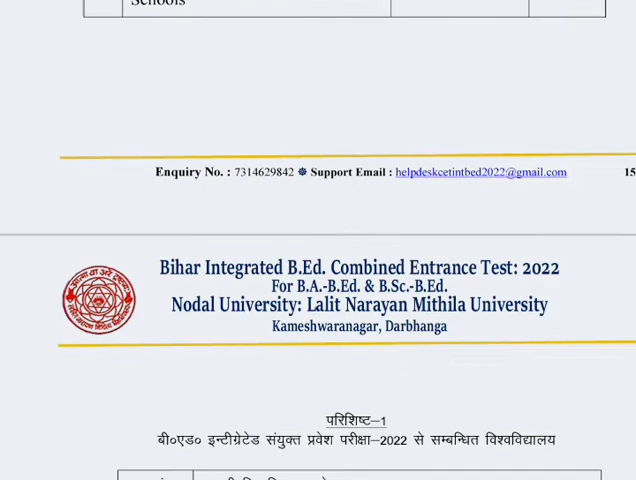 Schools
Enquiry No. : 7314629842 ☸ Support Email : helpdeskcetintbed2022@gmail.com 15
Bihar Integrated B.Ed. Combined Entrance Test: 2022
For B.A.-B.Ed. & B.Sc.-B.Ed.
Nodal University: Lalit Narayan Mithila University
Kameshwaranagar, Darbhanga
परिशिष्ट–1
बी०एड० इन्टीग्रेटेड संयुक्त प्रवेश परीक्षा–2022 से सम्बन्धित विश्वविद्यालय